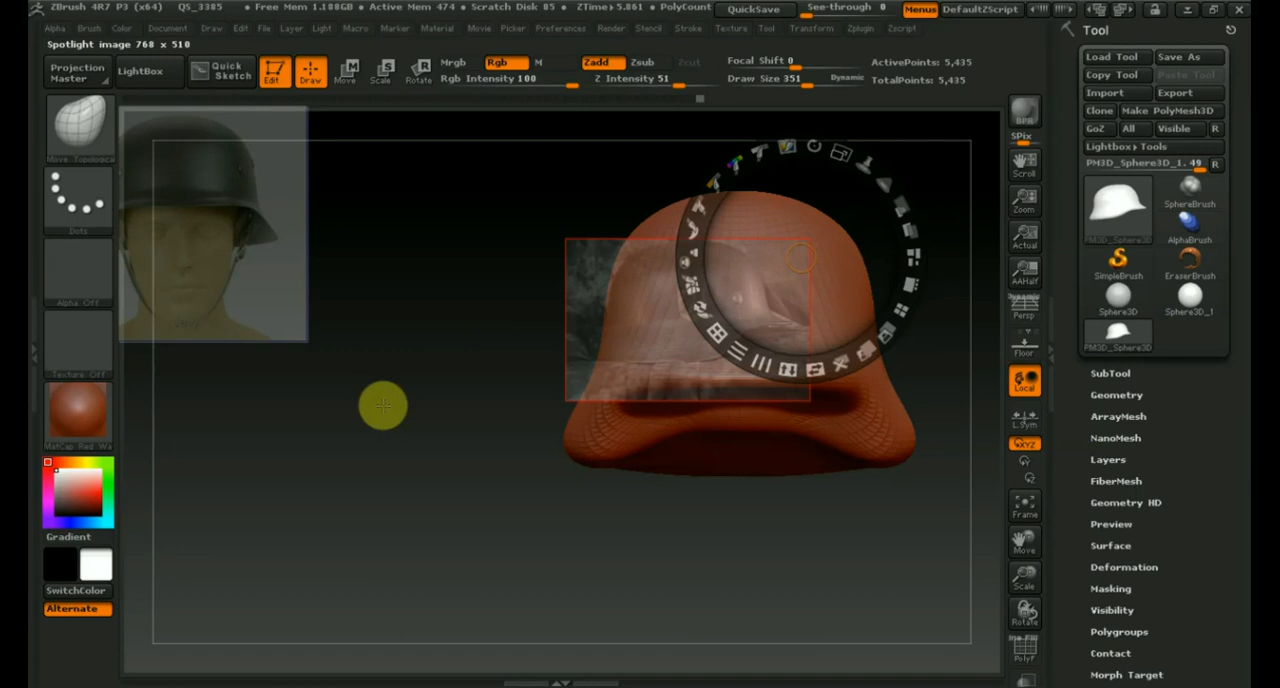 ZBrush 4R7 P3 (x64) QS_3385 • Free Mem 1.188GB • Active Mem 474 • Scratch Disk 85 • ZTime▸5.861 • PolyCount QuickSave See-through 0 Menus DefaultZScript
Alpha Brush Color Document Draw Edit File Layer Light Macro Marker Material Movie Picker Preferences Render Stencil Stroke Texture Tool Transform Zplugin Zscript
Spotlight image 768 x 510
Projection Master LightBox Quick Sketch Edit Draw Move Scale Rotate
Mrgb Rgb M Zadd Zsub Zcut Focal Shift 0 ActivePoints: 5,435
Rgb Intensity 100 Z Intensity 51 Draw Size 351 Dynamic TotalPoints: 5,435
Move Topological
Dots
Alpha Off
Texture Off
MatCap Red Wa
Gradient
SwitchColor
Alternate
BPR
SPix
Scroll
Zoom
Actual
AAHalf
Dynamic
Persp
Floor
Local
L.Sym
XYZ
Frame
Move
Scale
Rotate
PolyF
Tool
Load Tool Save As
Copy Tool Paste Tool
Import Export
Clone Make PolyMesh3D
GoZ All Visible R
Lightbox▸Tools
PM3D_Sphere3D_1. 49 R
SphereBrush
PM3D_Sphere3D AlphaBrush
SimpleBrush EraserBrush
Sphere3D Sphere3D_1
PM3D_Sphere3D
SubTool
Geometry
ArrayMesh
NanoMesh
Layers
FiberMesh
Geometry HD
Preview
Surface
Deformation
Masking
Visibility
Polygroups
Contact
Morph Target